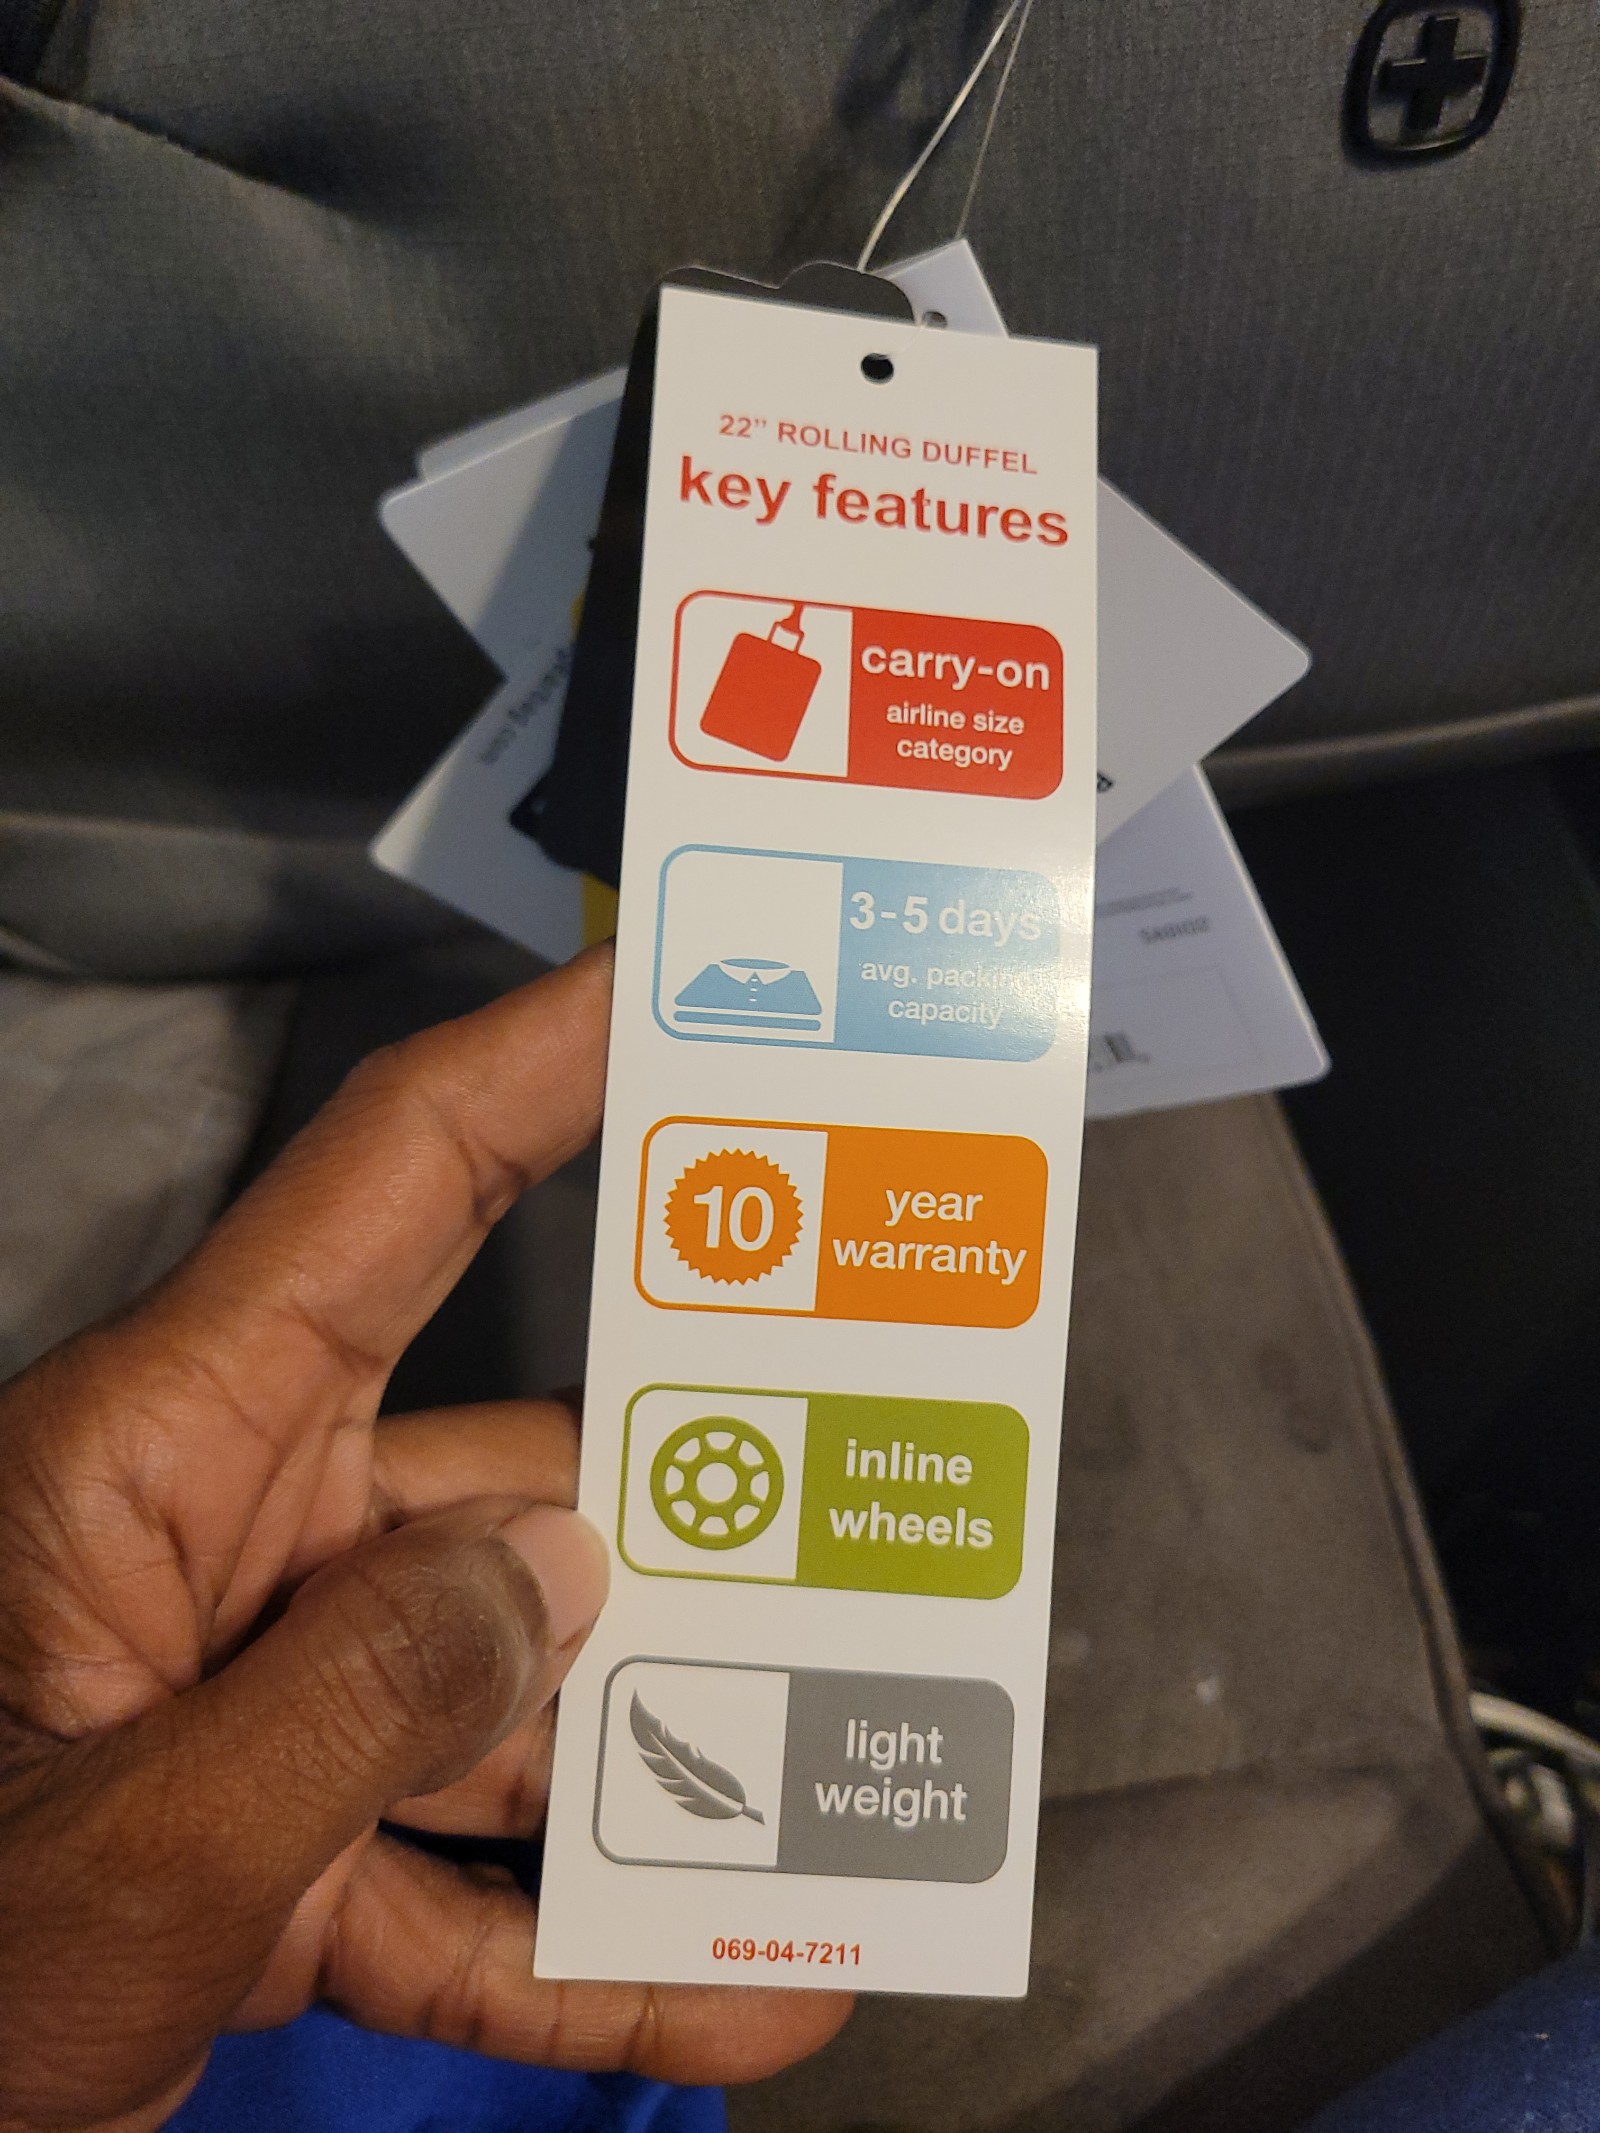 22” ROLLING DUFFEL
key features
carry-on
airline size
category
3-5 days
avg. packing
capacity
10
year
warranty
inline
wheels
light
weight
069-04-7211